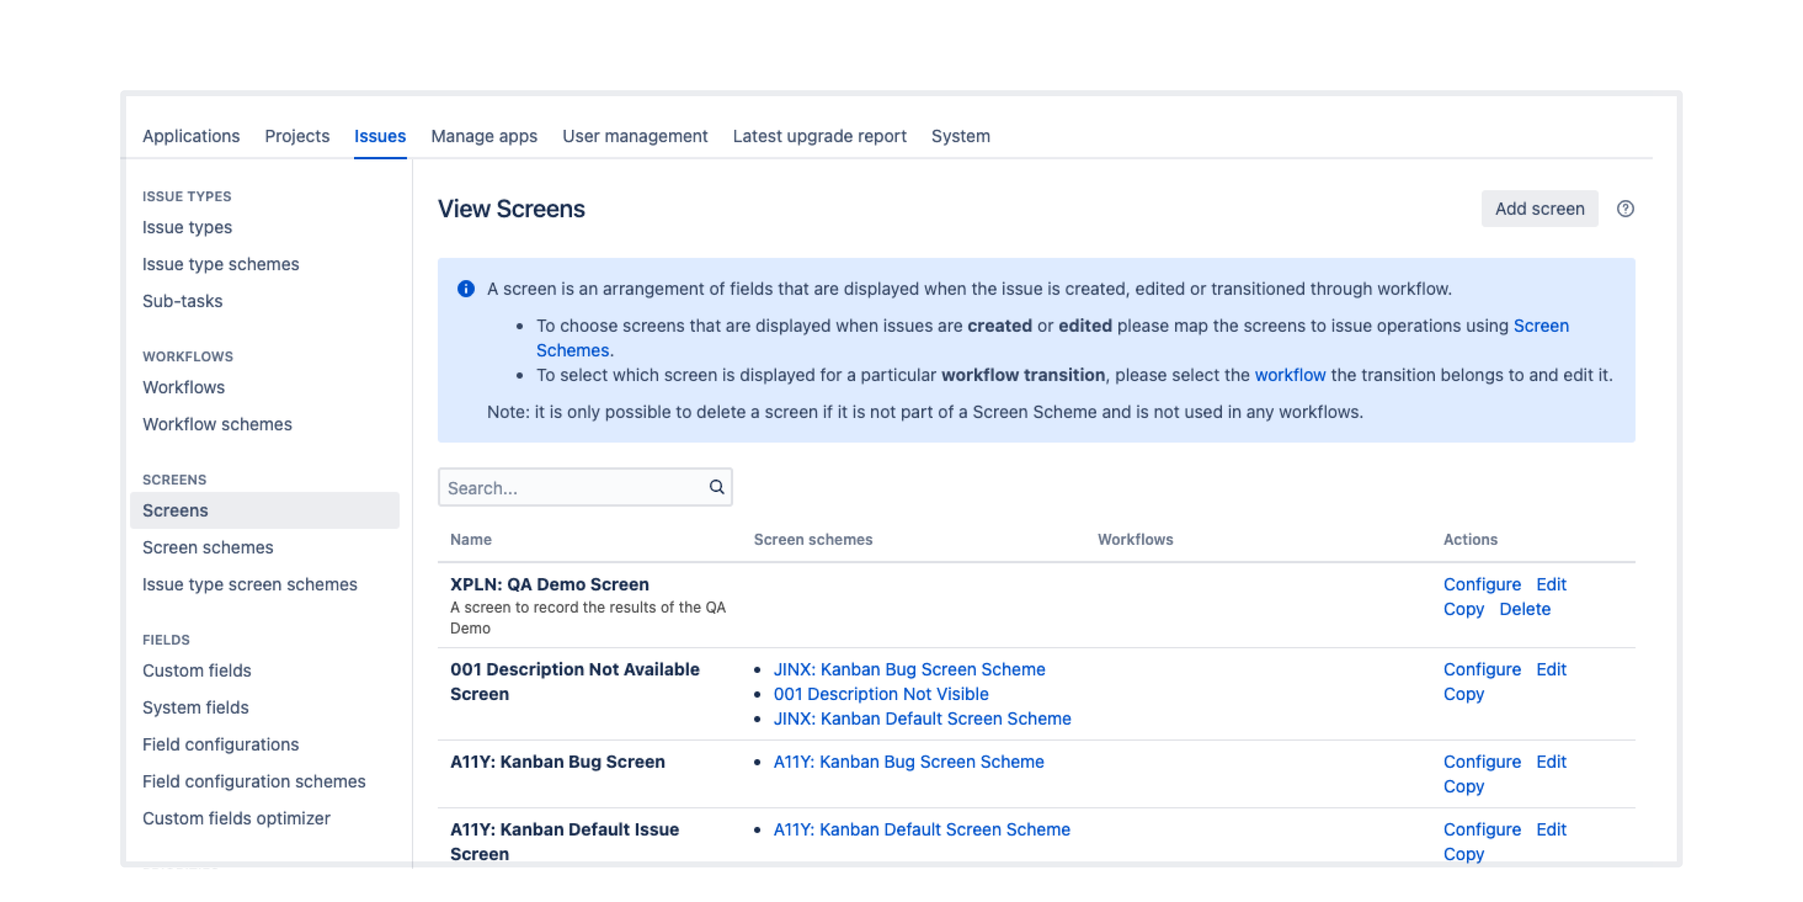 Applications Projects Issues Manage apps User management Latest upgrade report System
ISSUE TYPES
Issue types
Issue type schemes
Sub-tasks
WORKFLOWS
Workflows
Workflow schemes
SCREENS
Screens
Screen schemes
Issue type screen schemes
FIELDS
Custom fields
System fields
Field configurations
Field configuration schemes
Custom fields optimizer
View Screens
Add screen
A screen is an arrangement of fields that are displayed when the issue is created, edited or transitioned through workflow.
• To choose screens that are displayed when issues are created or edited please map the screens to issue operations using Screen
Schemes.
• To select which screen is displayed for a particular workflow transition, please select the workflow the transition belongs to and edit it.
Note: it is only possible to delete a screen if it is not part of a Screen Scheme and is not used in any workflows.
Search...
Name Screen schemes Workflows Actions
XPLN: QA Demo Screen
A screen to record the results of the QA
Demo
Configure Edit
Copy Delete
001 Description Not Available
Screen
• JINX: Kanban Bug Screen Scheme
• 001 Description Not Visible
• JINX: Kanban Default Screen Scheme
Configure Edit
Copy
A11Y: Kanban Bug Screen
• A11Y: Kanban Bug Screen Scheme
Configure Edit
Copy
A11Y: Kanban Default Issue
Screen
• A11Y: Kanban Default Screen Scheme
Configure Edit
Copy